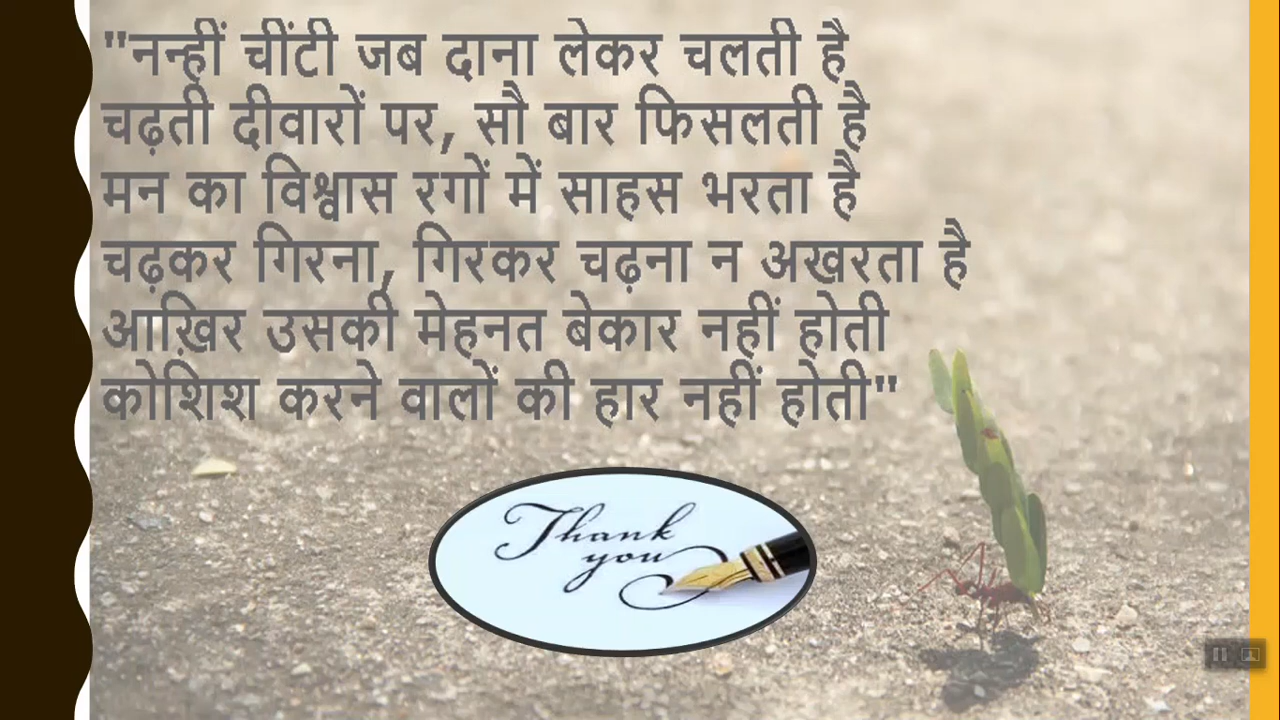 "नन्हीं चींटी जब दाना लेकर चलती है
चढ़ती दीवारों पर, सौ बार फिसलती है
मन का विश्वास रगों में साहस भरता है
चढ़कर गिरना, गिरकर चढ़ना न अखरता है
आख़िर उसकी मेहनत बेकार नहीं होती
कोशिश करने वालों की हार नहीं होती"
Thank
you